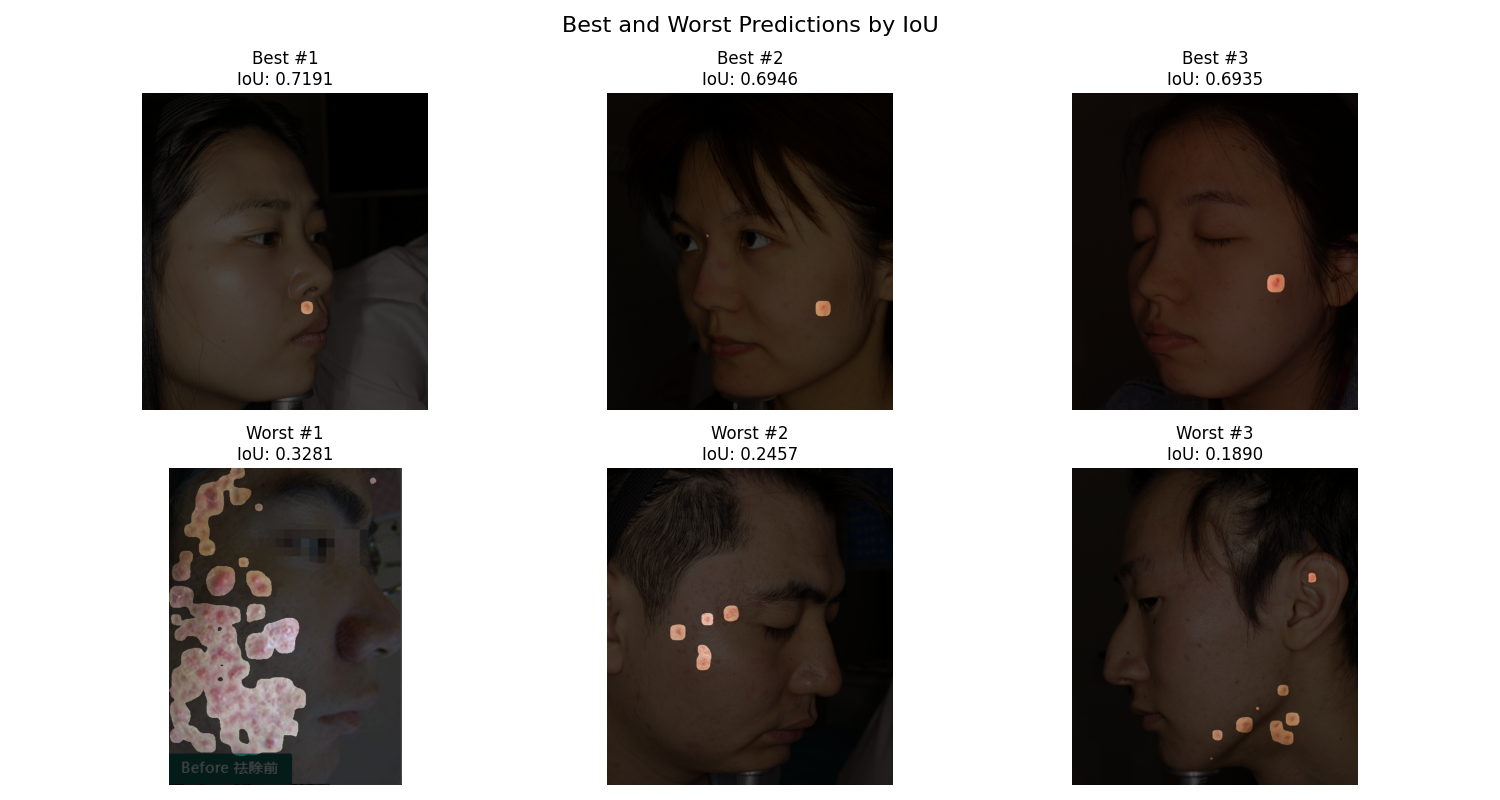 Best and Worst Predictions by IoU
Best #1
IoU: 0.7191
Best #2
IoU: 0.6946
Best #3
IoU: 0.6935
Worst #1
IoU: 0.3281
Worst #2
IoU: 0.2457
Worst #3
IoU: 0.1890
Before 祛除前